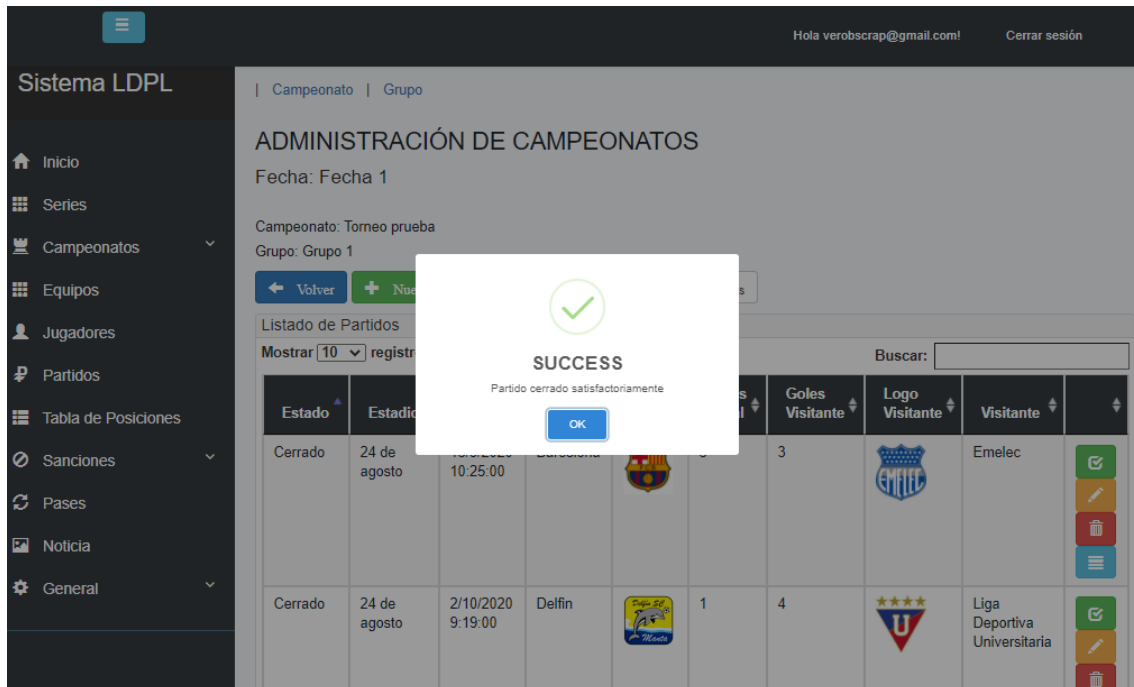 Hola verobscrap@gmail.com! Cerrar sesión
Sistema LDPL
Inicio
Series
Campeonatos
Equipos
Jugadores
Partidos
Tabla de Posiciones
Sanciones
Pases
Noticia
General
| Campeonato | Grupo
ADMINISTRACIÓN DE CAMPEONATOS
Fecha: Fecha 1
Campeonato: Torneo prueba
Grupo: Grupo 1
Volver
Listado de Partidos
Mostrar 10
Buscar:
SUCCESS
Partido cerrado satisfactoriamente
OK
Estado Goles Visitante Logo Visitante Visitante
Cerrado 24 de agosto 10:25:00 3 EMELEC Emelec
Cerrado 24 de agosto 2/10/2020 9:19:00 Delfin Delfin SC Manta 1 4 U Liga Deportiva Universitaria